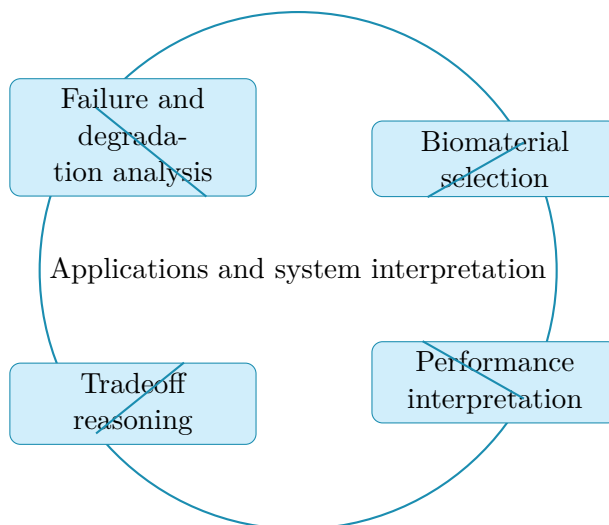 Failure and
degrada-
tion analysis
Biomaterial
selection
Applications and system interpretation
Tradeoff
reasoning
Performance
interpretation